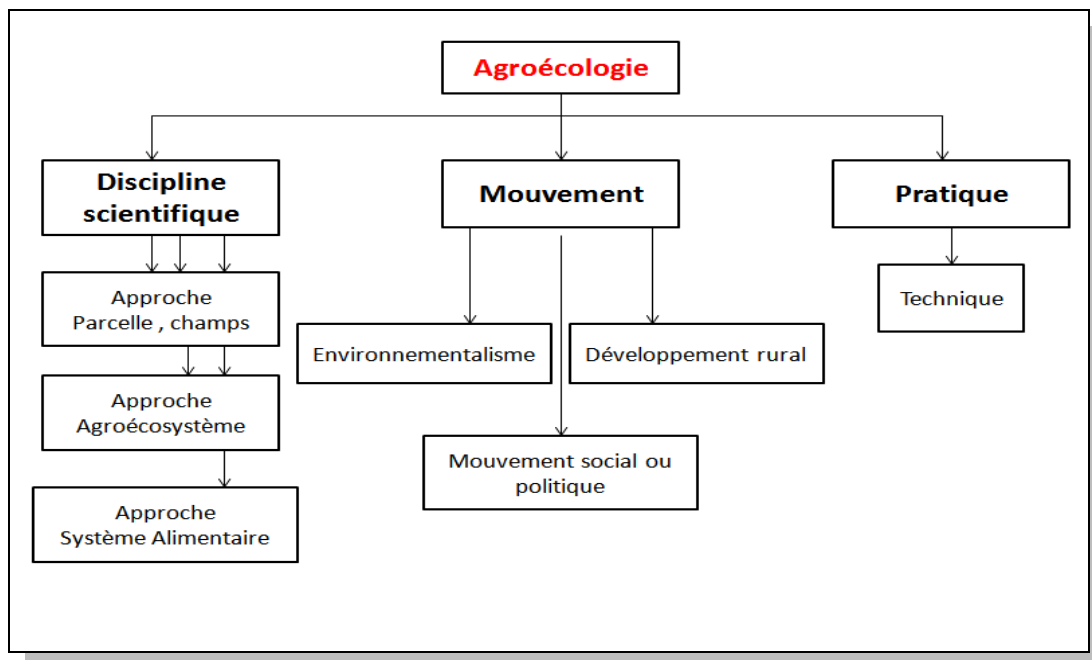 Agroécologie
Discipline
scientifique
Mouvement
Pratique
Approche
Parcelle , champs
Technique
Environnementalisme
Développement rural
Approche
Agroécosystème
Mouvement social ou
politique
Approche
Système Alimentaire